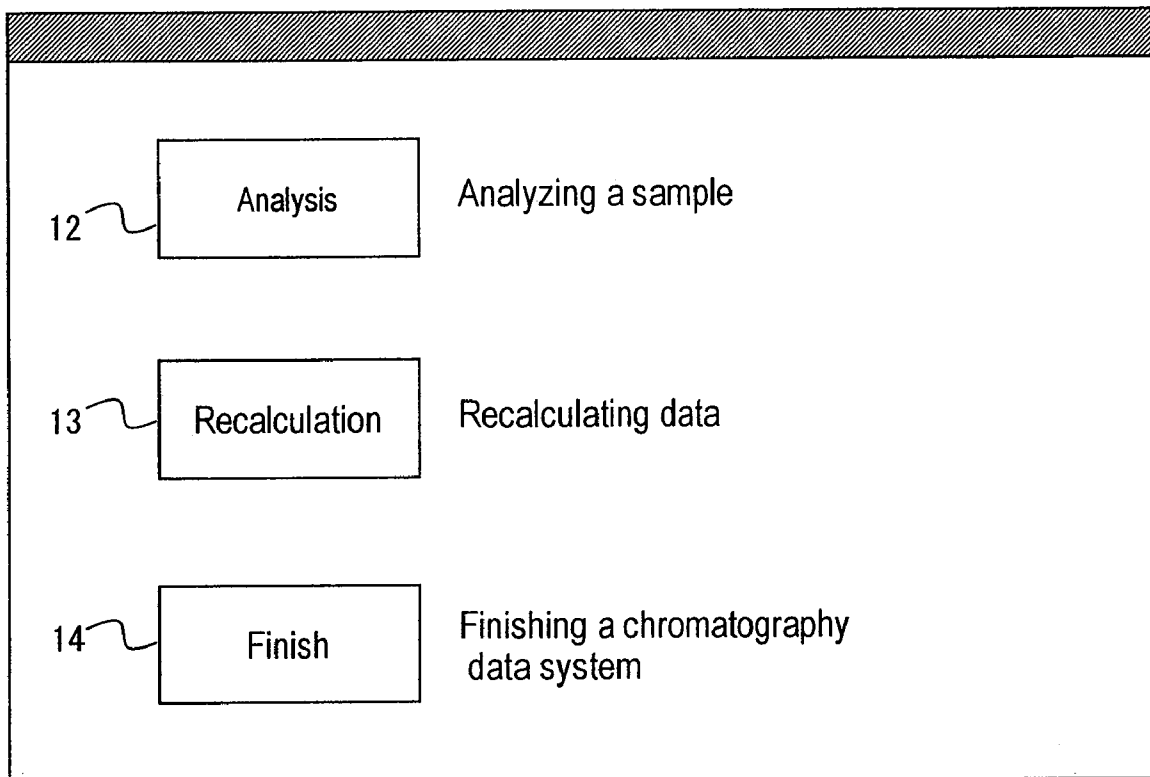 Analysis
Analyzing a sample
12
Recalculation
Recalculating data
13
Finish
Finishing a chromatography
data system
14